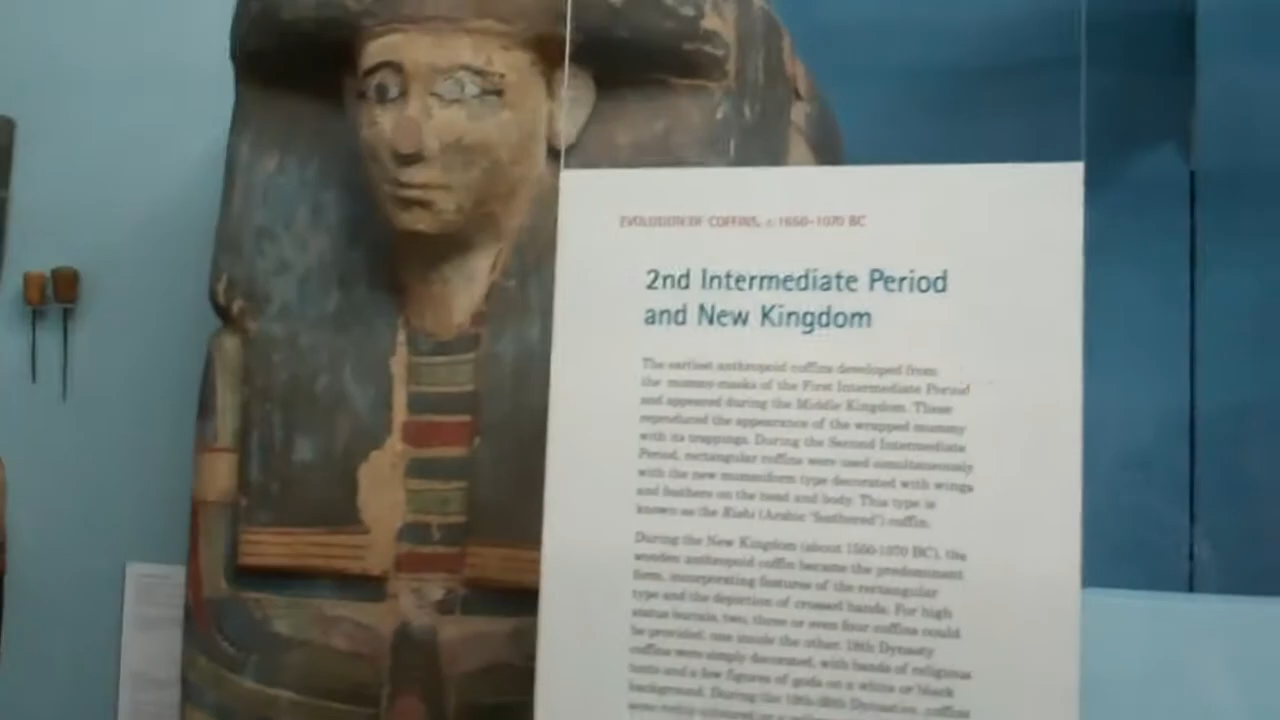 EVOLUTION OF COFFINS, c 1650-1070 BC
2nd Intermediate Period
and New Kingdom
The earliest anthropoid coffins developed from
the mummy-masks of the First Intermediate Period
and appeared during the Middle Kingdom. These
reproduced the appearance of the wrapped mummy
with its trappings. During the Second Intermediate
Period, rectangular coffins were used simultaneously
with the new mummiform type decorated with wings
and feathers on the head and body. This type is
known as the Rishi (Arabic 'feathered') coffin.
During the New Kingdom (about 1550-1070 BC), the
wooden anthropoid coffin became the predominant
form, incorporating features of the rectangular
type and the depiction of crossed hands. For high
status burials, two, three or even four coffins could
be provided, one inside the other. 18th Dynasty
coffins were simply decorated, with bands of religious
texts and a few figures of gods on a white or black
background. During the 19th-20th Dynasties, coffins